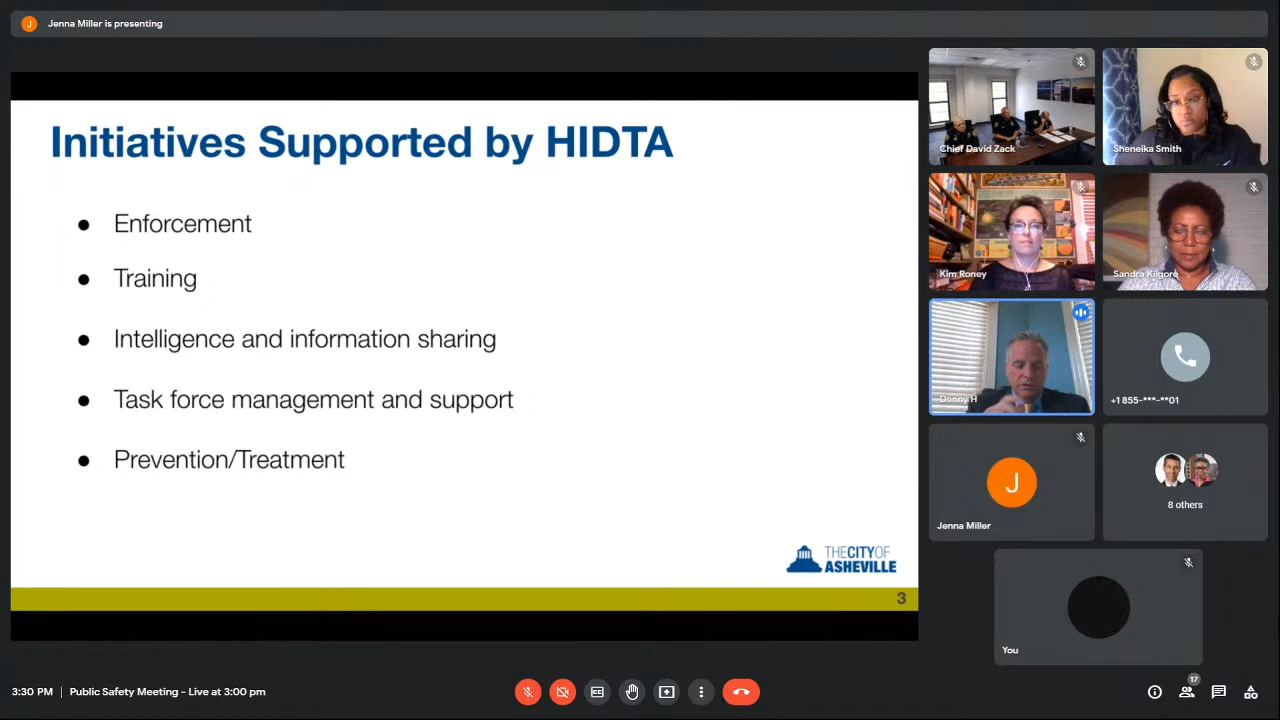 J
Jenna Miller is presenting
Initiatives Supported by HIDTA
● Enforcement
● Training
● Intelligence and information sharing
● Task force management and support
● Prevention/Treatment
THE CITY OF
ASHEVILLE
3
Chief David Zack
Sheneika Smith
Kim Roney
Sandra Kilgore
Donny H
+1 855-***-**01
J
Jenna Miller
8 others
You
3:30 PM | Public Safety Meeting - Live at 3:00 pm
CC
17